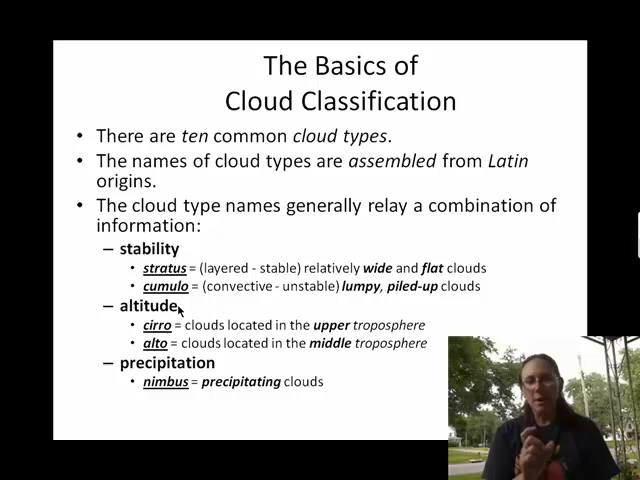 The Basics of
Cloud Classification
• There are ten common cloud types.
• The names of cloud types are assembled from Latin
origins.
• The cloud type names generally relay a combination of
information:
– stability
• stratus = (layered - stable) relatively wide and flat clouds
• cumulo = (convective - unstable) lumpy, piled-up clouds
– altitude
• cirro = clouds located in the upper troposphere
• alto = clouds located in the middle troposphere
– precipitation
• nimbus = precipitating clouds